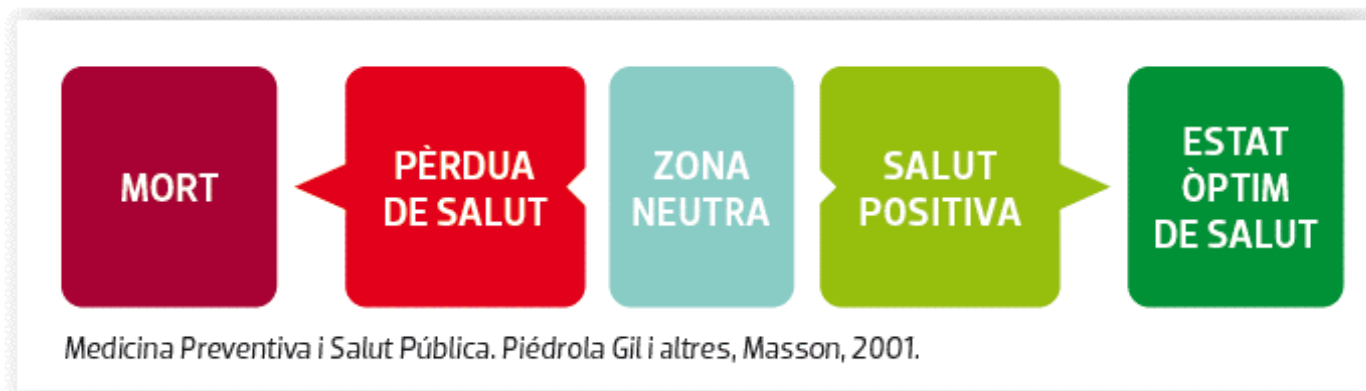 MORT
PÈRDUA
DE SALUT
ZONA
NEUTRA
SALUT
POSITIVA
ESTAT
ÒPTIM
DE SALUT
Medicina Preventiva i Salut Pública. Piédrola Gil i altres, Masson, 2001.